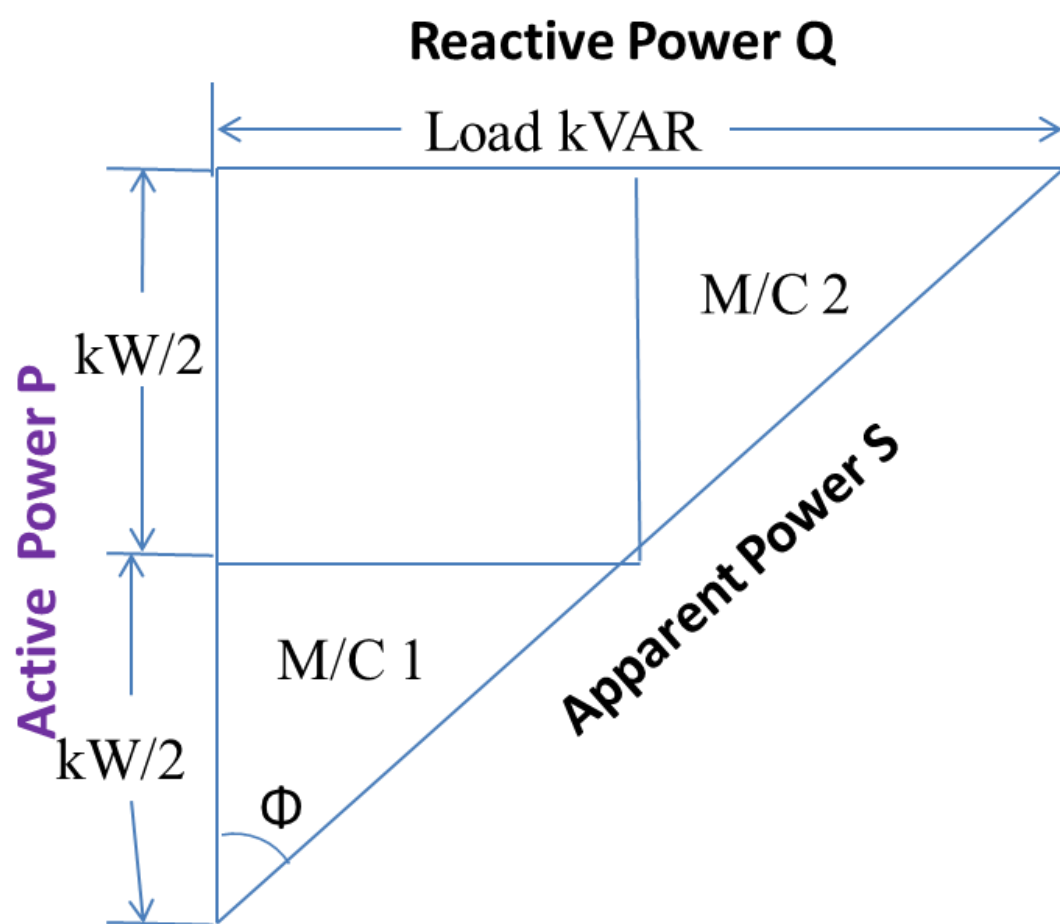 Reactive Power Q
Load kVAR
M/C 2
kW/2
Active Power P
Apparent Power S
M/C 1
kW/2
Φ